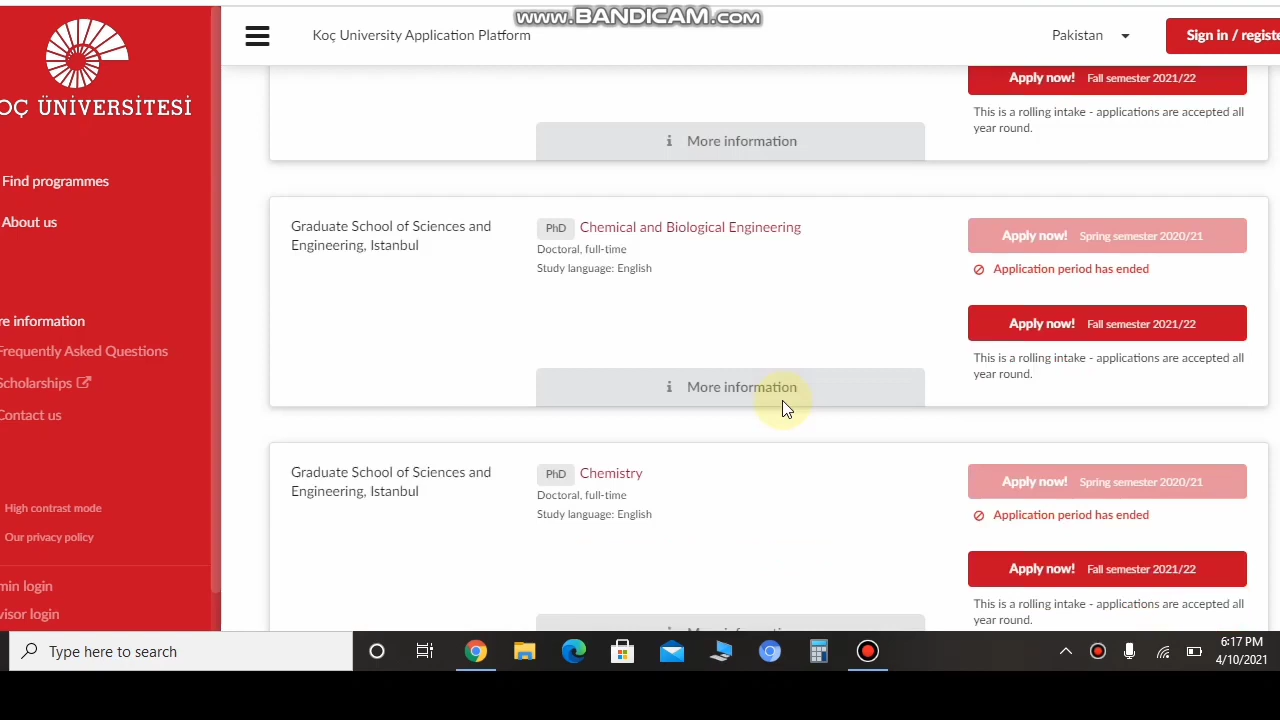 www.BANDICAM.com
Koç University Application Platform
Pakistan
Sign in / registe
OÇ ÜNİVERSİTESİ
Find programmes
About us
re information
Frequently Asked Questions
Scholarships
Contact us
High contrast mode
Our privacy policy
min login
visor login
Apply now! Fall semester 2021/22
This is a rolling intake - applications are accepted all
year round.
More information
Graduate School of Sciences and
Engineering, Istanbul
PhD Chemical and Biological Engineering
Doctoral, full-time
Study language: English
Apply now! Spring semester 2020/21
Application period has ended
Apply now! Fall semester 2021/22
This is a rolling intake - applications are accepted all
year round.
More information
Graduate School of Sciences and
Engineering, Istanbul
PhD Chemistry
Doctoral, full-time
Study language: English
Apply now! Spring semester 2020/21
Application period has ended
Apply now! Fall semester 2021/22
This is a rolling intake - applications are accepted all
year round.
Type here to search
6:17 PM
4/10/2021